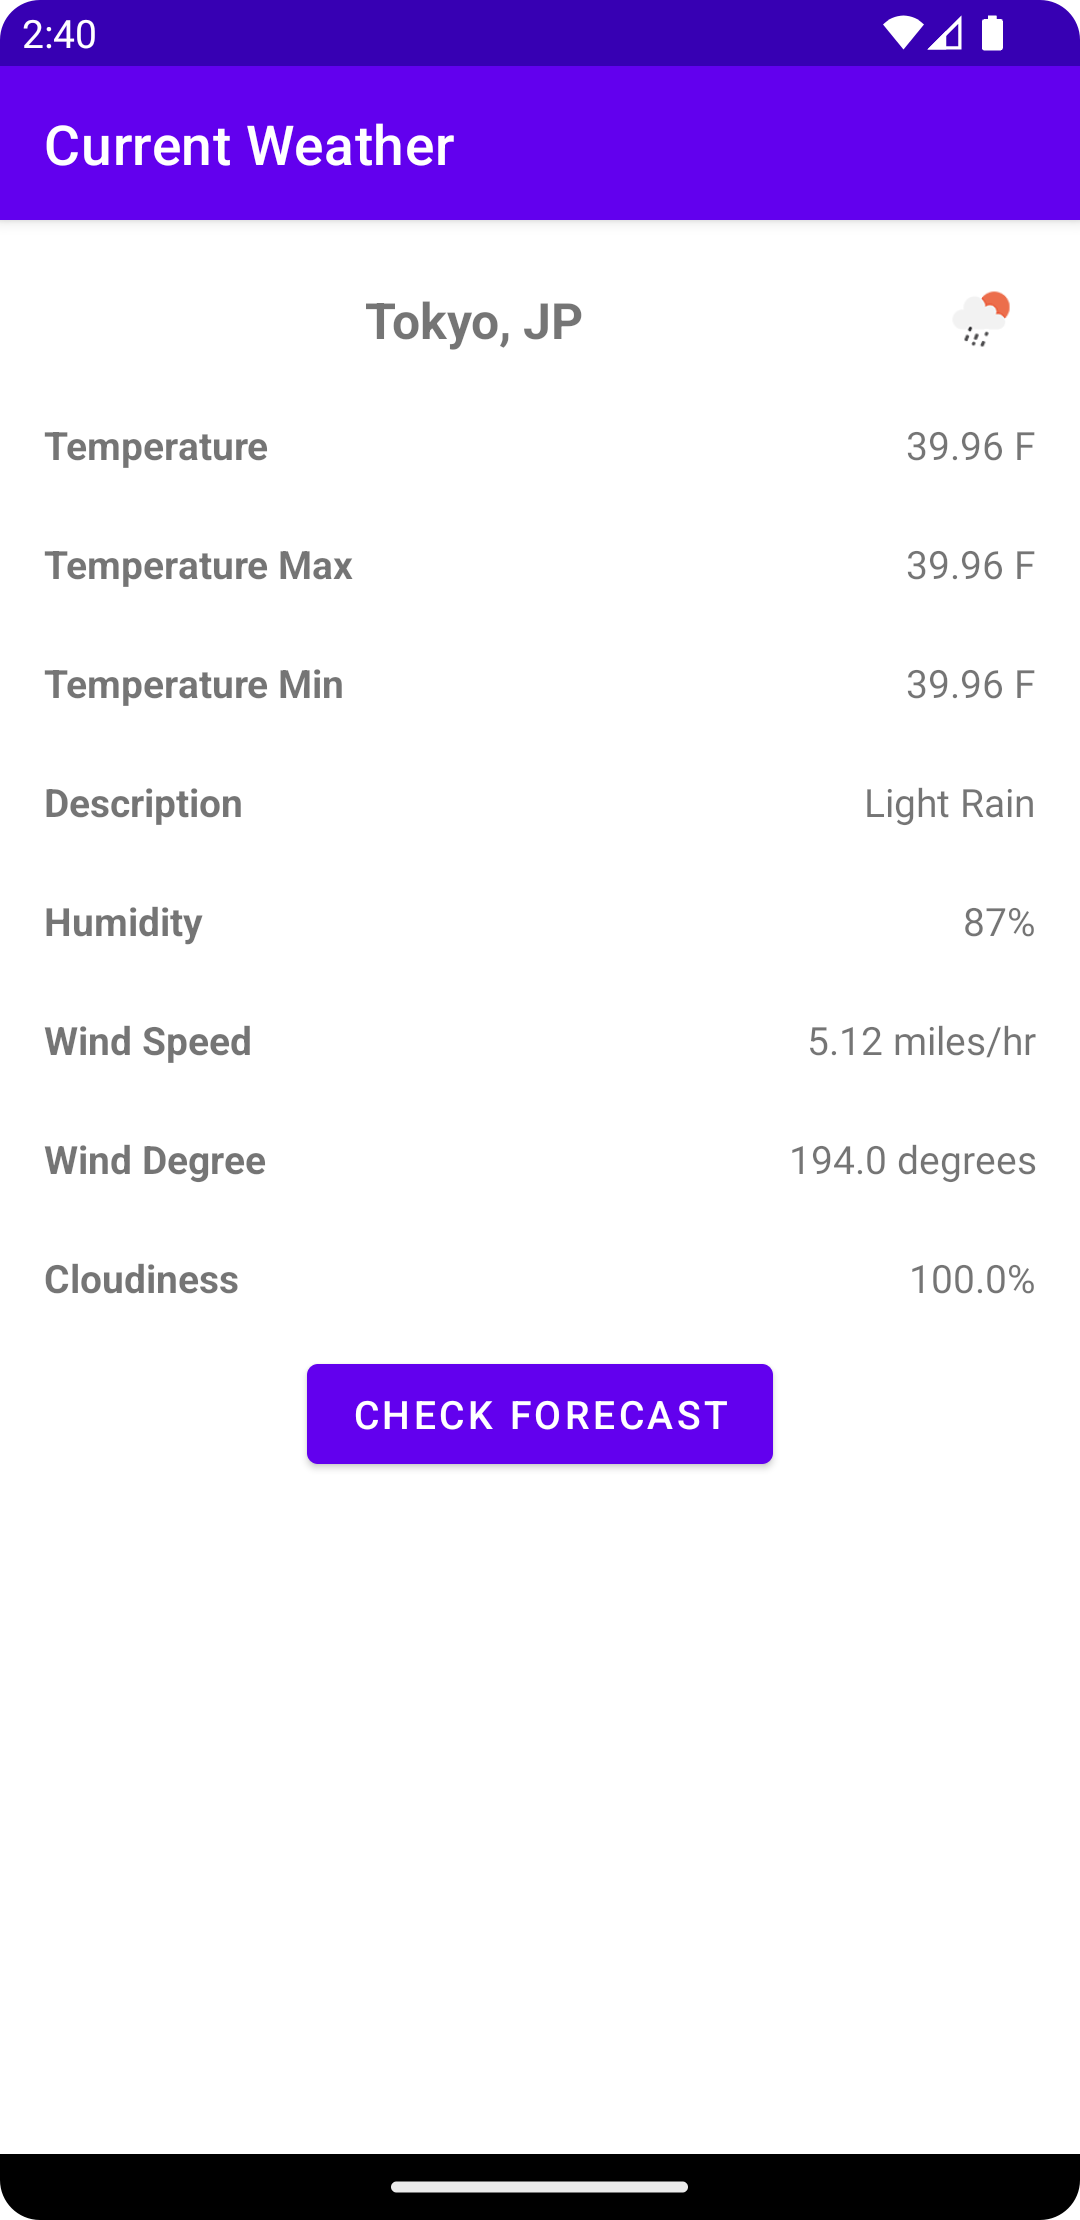 2:40
Current Weather
Tokyo, JP
Temperature 39.96 F
Temperature Max 39.96 F
Temperature Min 39.96 F
Description Light Rain
Humidity 87%
Wind Speed 5.12 miles/hr
Wind Degree 194.0 degrees
Cloudiness 100.0%
CHECK FORECAST